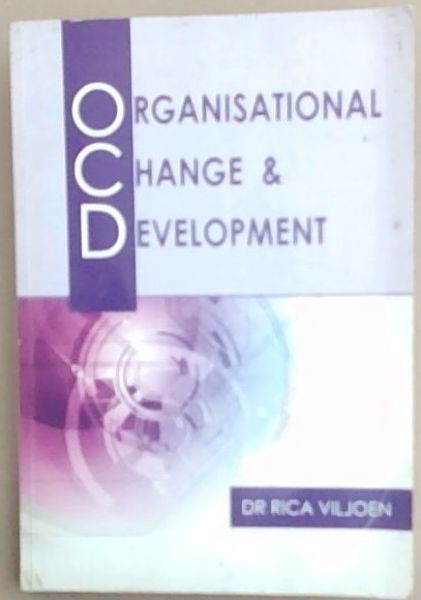 ORGANISATIONAL
CHANGE &
DEVELOPMENT
DR RICA VILJOEN